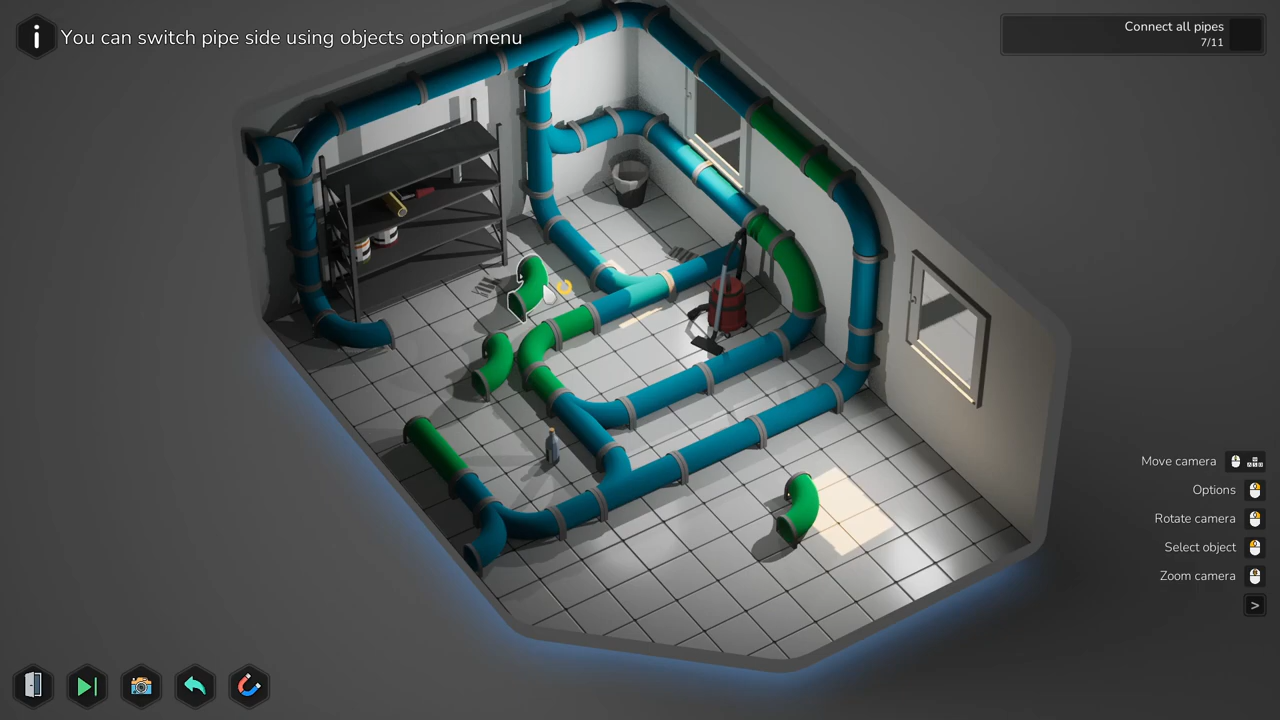 i
You can switch pipe side using objects option menu
Connect all pipes
7/11
Move camera
Options
Rotate camera
Select object
Zoom camera
>